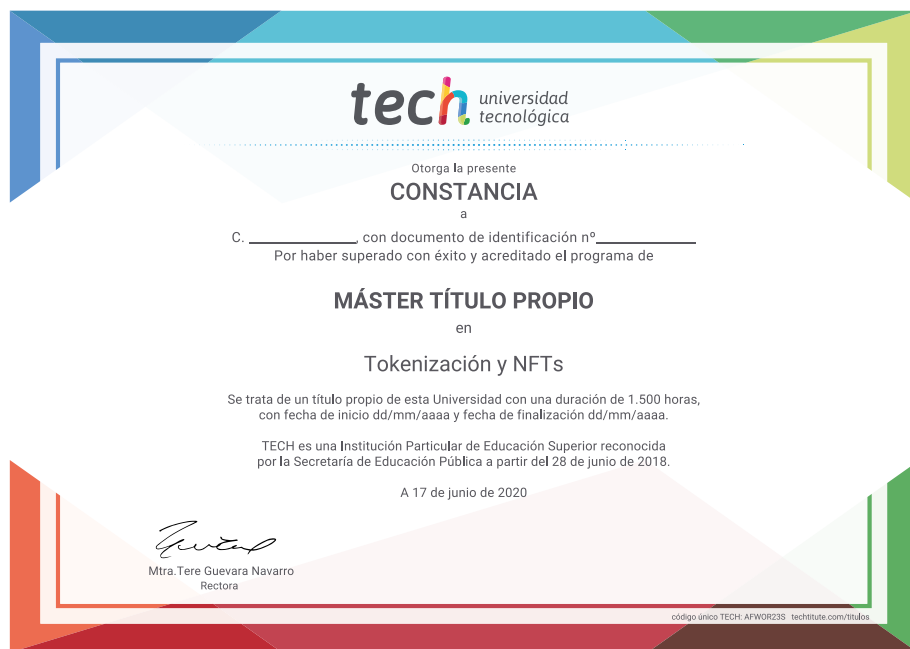 tech universidad
tecnológica
Otorga la presente
CONSTANCIA
a
C. ______________, con documento de identificación nº_____________
Por haber superado con éxito y acreditado el programa de
MÁSTER TÍTULO PROPIO
en
Tokenización y NFTs
Se trata de un título propio de esta Universidad con una duración de 1.500 horas,
con fecha de inicio dd/mm/aaaa y fecha de finalización dd/mm/aaaa.
TECH es una Institución Particular de Educación Superior reconocida
por la Secretaría de Educación Pública a partir del 28 de junio de 2018.
A 17 de junio de 2020
Mtra.Tere Guevara Navarro
Rectora
código único TECH: AFWOR23S techtitute.com/titulos